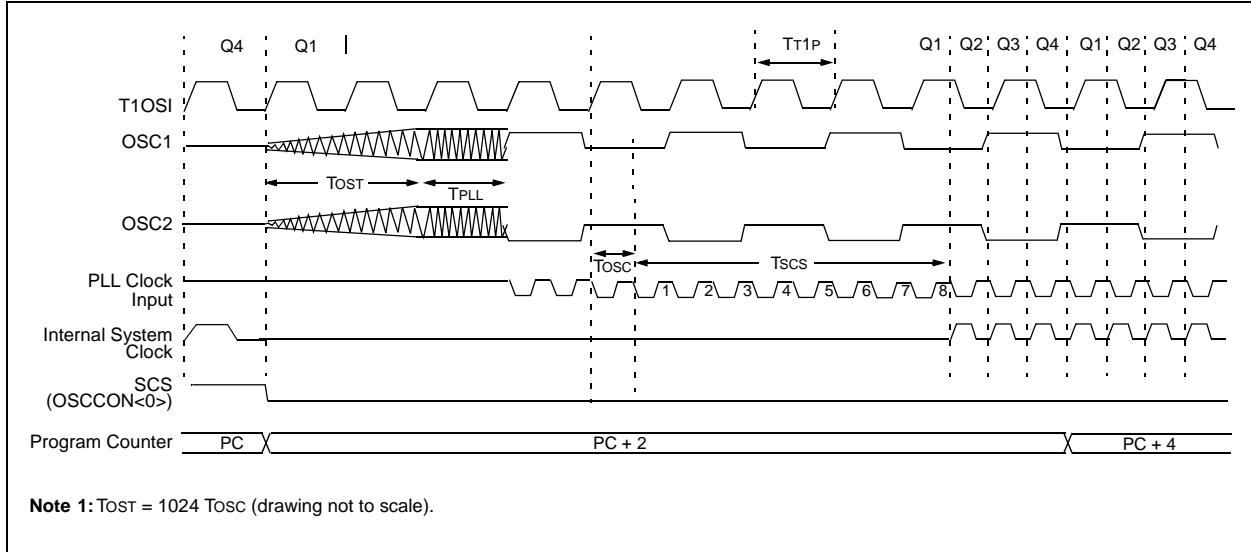 Q4 Q1 TT1P Q1 Q2 Q3 Q4 Q1 Q2 Q3 Q4
T1OSI
OSC1
TOST
TPLL
OSC2
TOSC TSCS
PLL Clock
Input
1 2 3 4 5 6 7 8
Internal System
Clock
SCS
(OSCCON<0>)
Program Counter PC PC + 2 PC + 4
Note 1: TOST = 1024 TOSC (drawing not to scale).